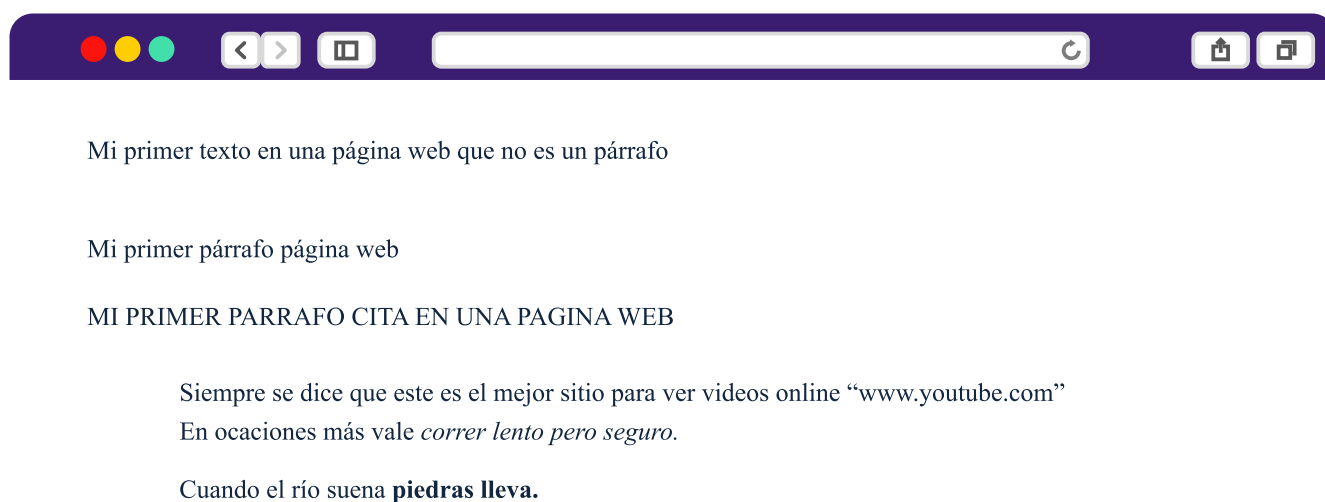 Mi primer texto en una página web que no es un párrafo
Mi primer párrafo página web
MI PRIMER PARRAFO CITA EN UNA PAGINA WEB
Siempre se dice que este es el mejor sitio para ver videos online “www.youtube.com”
En ocaciones más vale correr lento pero seguro.
Cuando el río suena piedras lleva.